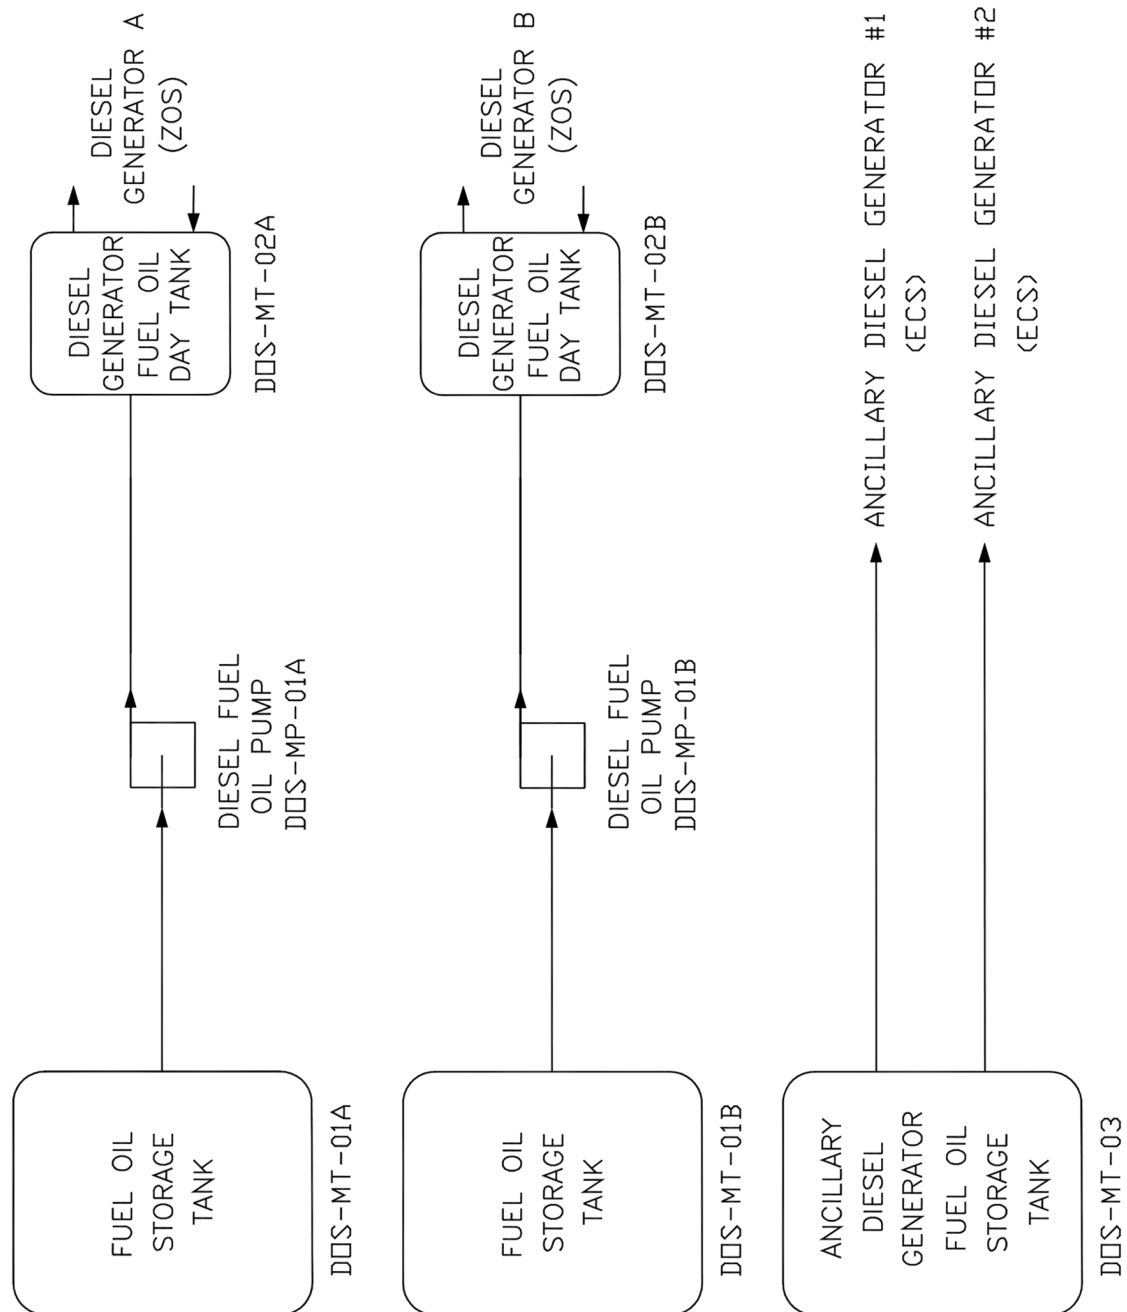 FUEL OIL
STORAGE
TANK
DOS-MT-01A
DIESEL FUEL
OIL PUMP
DOS-MP-01A
DIESEL
GENERATOR
FUEL OIL
DAY TANK
DOS-MT-02A
DIESEL
GENERATOR A
(ZOS)
FUEL OIL
STORAGE
TANK
DOS-MT-01B
DIESEL FUEL
OIL PUMP
DOS-MP-01B
DIESEL
GENERATOR
FUEL OIL
DAY TANK
DOS-MT-02B
DIESEL
GENERATOR B
(ZOS)
ANCILLARY
DIESEL
GENERATOR
FUEL OIL
STORAGE
TANK
DOS-MT-03
ANCILLARY DIESEL GENERATOR #1
(ECS)
ANCILLARY DIESEL GENERATOR #2
(ECS)